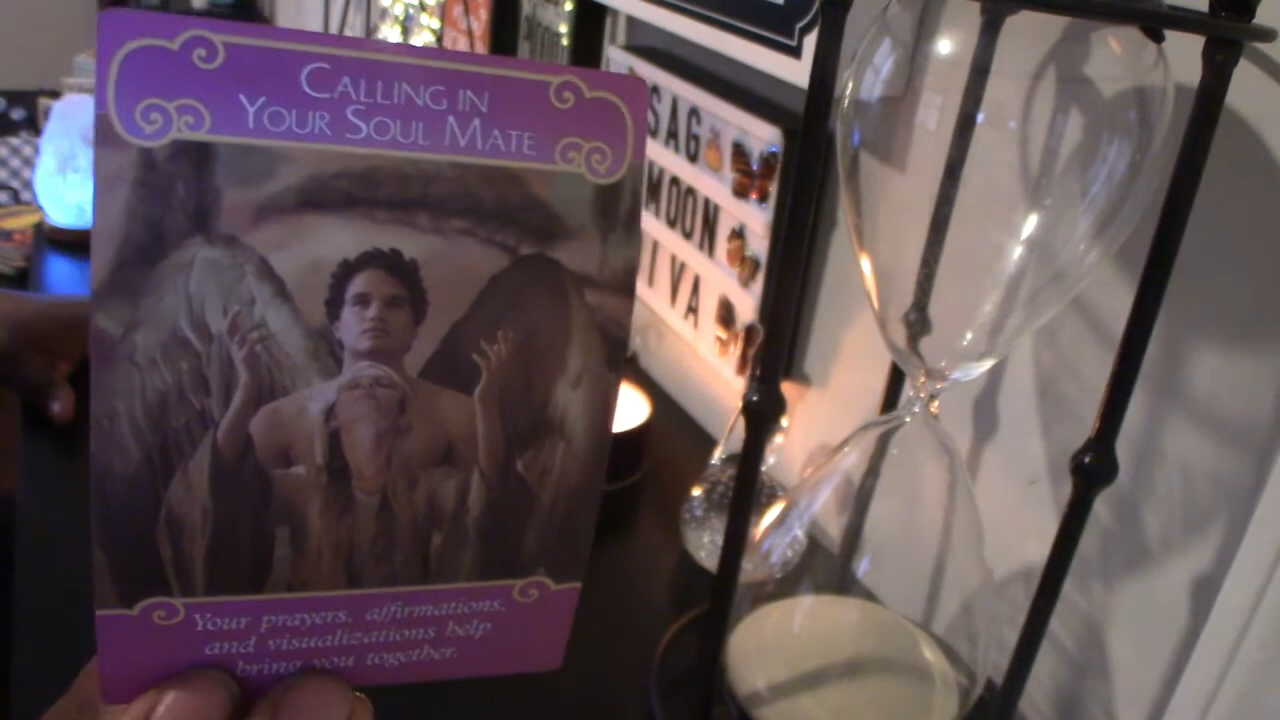 CALLING IN
YOUR SOUL MATE
Your prayers, affirmations,
and visualizations help
bring you together.
SAG
MOON
IVA